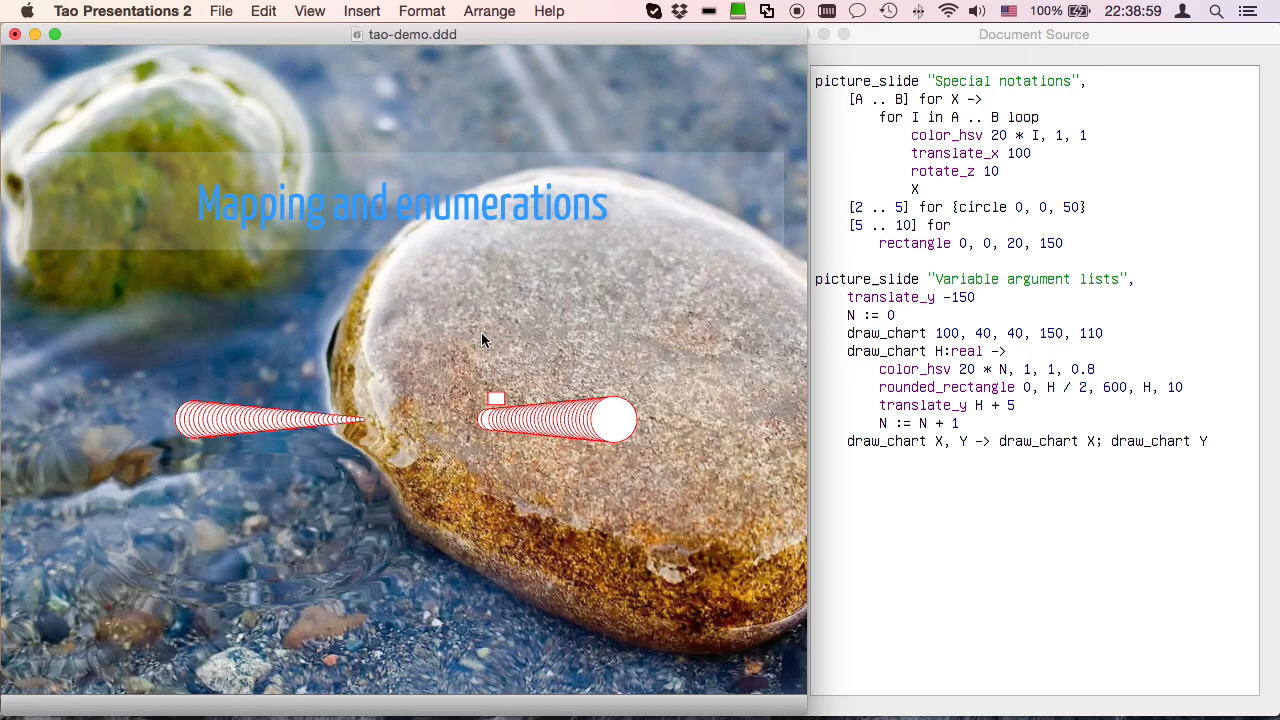 Tao Presentations 2 File Edit View Insert Format Arrange Help 100% 22:38:59
tao-demo.ddd
Document Source
Mapping and enumerations
picture_slide "Special notations",
[A .. B] for X ->
for I in A .. B loop
color_hsv 20 * I, 1, 1
translate_x 100
rotate_z 10
X
[2 .. 5] for {circle 0, 0, 50}
[5 .. 10] for
rectangle 0, 0, 20, 150
picture_slide "Variable argument lists",
translate_y -150
N := 0
draw_chart 100, 40, 40, 150, 110
draw_chart H:real ->
color_hsv 20 * N, 1, 1, 0.8
rounded_rectangle 0, H / 2, 600, H, 10
translate_y H + 5
N := N + 1
draw_chart X, Y -> draw_chart X; draw_chart Y